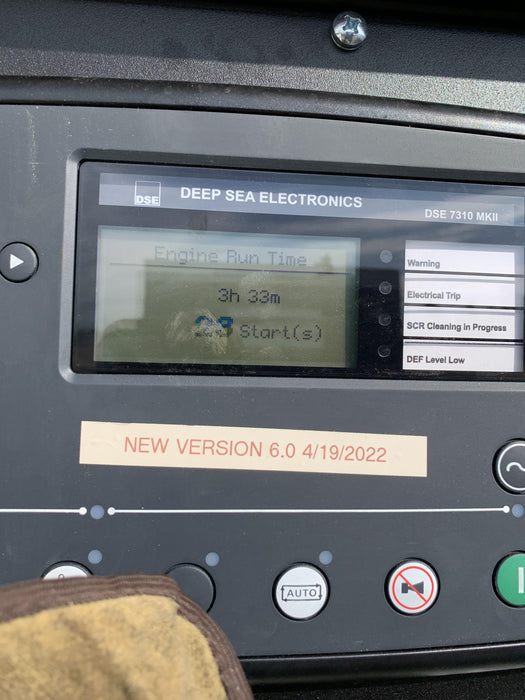 DSE
DEEP SEA ELECTRONICS
DSE 7310 MKII
Engine Run Time
3h 33m
Start(s)
Warning
Electrical Trip
SCR Cleaning in Progress
DEF Level Low
NEW VERSION 6.0 4/19/2022
AUTO